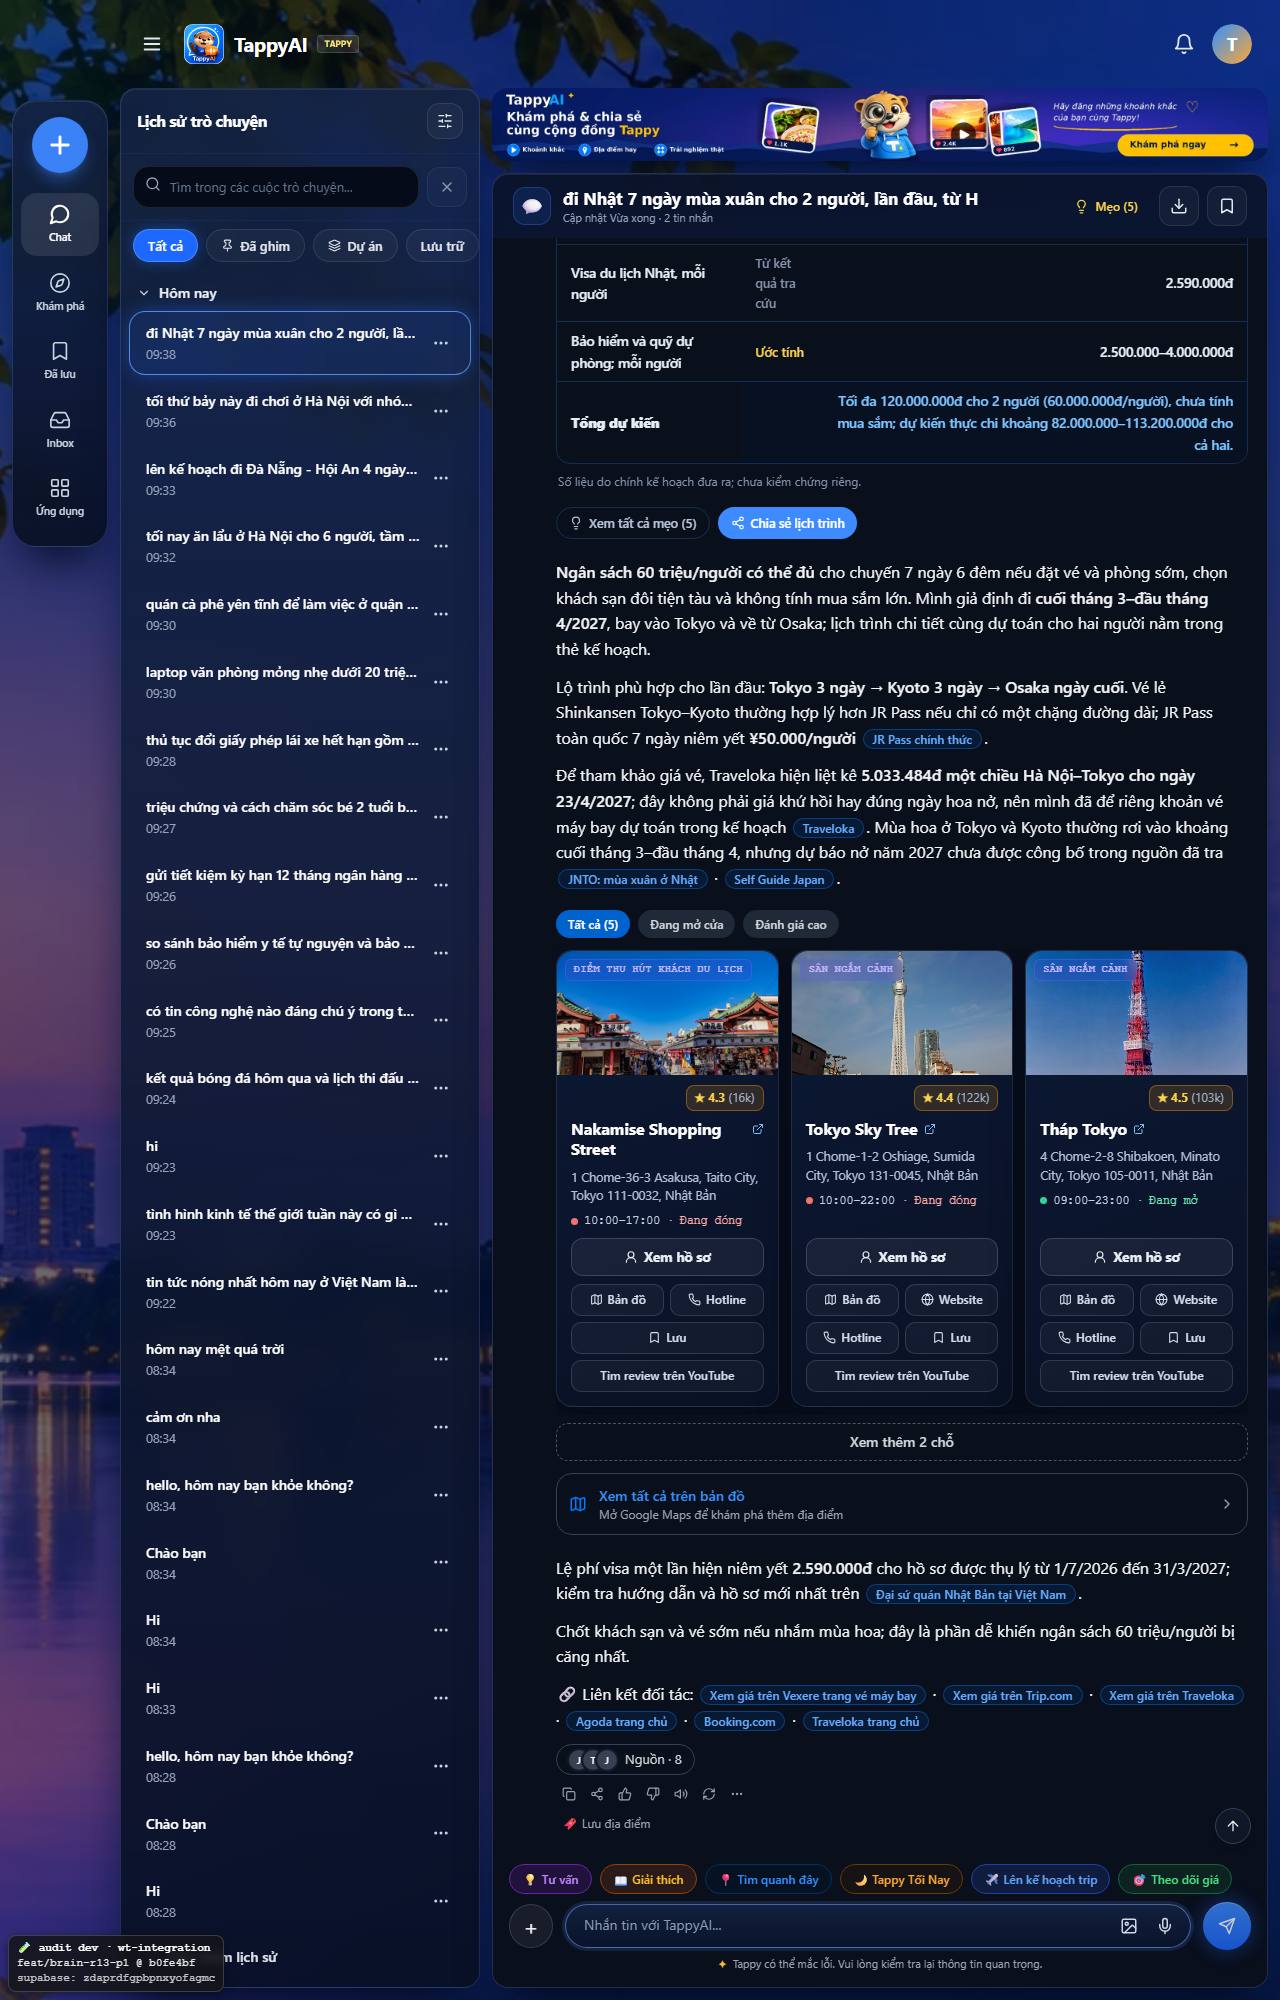 TappyAI
TAPPY
T
Chat
Khám phá
Đã lưu
Inbox
Ứng dụng
Lịch sử trò chuyện
Tìm trong các cuộc trò chuyện...
Tất cả
Đã ghim
Dự án
Lưu trữ
Hôm nay
đi Nhật 7 ngày mùa xuân cho 2 người, lầ...
09:38
tối thứ bảy này đi chơi ở Hà Nội với nhó...
09:36
lên kế hoạch đi Đà Nẵng - Hội An 4 ngày...
09:33
tối nay ăn lẩu ở Hà Nội cho 6 người, tầm ...
09:32
quán cà phê yên tĩnh để làm việc ở quận ...
09:30
laptop văn phòng mỏng nhẹ dưới 20 triệ...
09:30
thủ tục đổi giấy phép lái xe hết hạn gồm ...
09:28
triệu chứng và cách chăm sóc bé 2 tuổi b...
09:27
gửi tiết kiệm kỳ hạn 12 tháng ngân hàng ...
09:26
so sánh bảo hiểm y tế tự nguyện và bảo ...
09:26
có tin công nghệ nào đáng chú ý trong t...
09:25
kết quả bóng đá hôm qua và lịch thi đấu ...
09:24
hi
09:23
tình hình kinh tế thế giới tuần này có gì ...
09:23
tin tức nóng nhất hôm nay ở Việt Nam là...
09:22
hôm nay mệt quá trời
08:34
cảm ơn nha
08:34
hello, hôm nay bạn khỏe không?
08:34
Chào bạn
08:34
Hi
08:34
Hi
08:33
hello, hôm nay bạn khỏe không?
08:28
Chào bạn
08:28
Hi
08:28
m lịch sử
audit dev · wt-integration
feat/brain-r13-p1 @ b0fe4bf
supabase: zdaprdfgpbpnxyofagmc
TappyAI
Khám phá & chia sẻ
cùng cộng đồng Tappy
Khoảnh khắc
Địa điểm hay
Trải nghiệm thật
2.4K
892
Hãy đăng những khoảnh khắc
của bạn cùng Tappy!
Khám phá ngay →
đi Nhật 7 ngày mùa xuân cho 2 người, lần đầu, từ H
Cập nhật Vừa xong · 2 tin nhắn
Mẹo (5)
Visa du lịch Nhật, mỗi người
Từ kết quả tra cứu
2.590.000đ
Bảo hiểm và quỹ dự phòng; mỗi người
Ước tính
2.500.000–4.000.000đ
Tổng dự kiến
Tối đa 120.000.000đ cho 2 người (60.000.000đ/người), chưa tính
mua sắm; dự kiến thực chi khoảng 82.000.000–113.200.000đ cho
cả hai.
Số liệu do chính kế hoạch đưa ra; chưa kiểm chứng riêng.
Xem tất cả mẹo (5)
Chia sẻ lịch trình
Ngân sách 60 triệu/người có thể đủ cho chuyến 7 ngày 6 đêm nếu đặt vé và phòng sớm, chọn
khách sạn đôi tiện tàu và không tính mua sắm lớn. Mình giả định đi cuối tháng 3–đầu tháng
4/2027, bay vào Tokyo và về từ Osaka; lịch trình chi tiết cùng dự toán cho hai người nằm trong
thẻ kế hoạch.
Lộ trình phù hợp cho lần đầu: Tokyo 3 ngày → Kyoto 3 ngày → Osaka ngày cuối. Vé lẻ
Shinkansen Tokyo–Kyoto thường hợp lý hơn JR Pass nếu chỉ có một chặng đường dài; JR Pass
toàn quốc 7 ngày niêm yết ¥50.000/người JR Pass chính thức .
Để tham khảo giá vé, Traveloka hiện liệt kê 5.033.484đ một chiều Hà Nội–Tokyo cho ngày
23/4/2027; đây không phải giá khứ hồi hay đúng ngày hoa nở, nên mình đã để riêng khoản vé
máy bay dự toán trong kế hoạch Traveloka . Mùa hoa ở Tokyo và Kyoto thường rơi vào khoảng
cuối tháng 3–đầu tháng 4, nhưng dự báo nở năm 2027 chưa được công bố trong nguồn đã tra
JNTO: mùa xuân ở Nhật · Self Guide Japan .
Tất cả (5)
Đang mở cửa
Đánh giá cao
ĐIỂM THU HÚT KHÁCH DU LỊCH
4.3 (16k)
Nakamise Shopping Street
1 Chome-36-3 Asakusa, Taito City,
Tokyo 111-0032, Nhật Bản
10:00–17:00 · Đang đóng
Xem hồ sơ
Bản đồ
Hotline
Lưu
Tìm review trên YouTube
SÂN NGẮM CẢNH
4.4 (122k)
Tokyo Sky Tree
1 Chome-1-2 Oshiage, Sumida
City, Tokyo 131-0045, Nhật Bản
10:00–22:00 · Đang đóng
Xem hồ sơ
Bản đồ
Website
Hotline
Lưu
Tìm review trên YouTube
SÂN NGẮM CẢNH
4.5 (103k)
Tháp Tokyo
4 Chome-2-8 Shibakoen, Minato
City, Tokyo 105-0011, Nhật Bản
09:00–23:00 · Đang mở
Xem hồ sơ
Bản đồ
Website
Hotline
Lưu
Tìm review trên YouTube
Xem thêm 2 chỗ
Xem tất cả trên bản đồ
Mở Google Maps để khám phá thêm địa điểm
Lệ phí visa một lần hiện niêm yết 2.590.000đ cho hồ sơ được thụ lý từ 1/7/2026 đến 31/3/2027;
kiểm tra hướng dẫn và hồ sơ mới nhất trên Đại sứ quán Nhật Bản tại Việt Nam .
Chốt khách sạn và vé sớm nếu nhắm mùa hoa; đây là phần dễ khiến ngân sách 60 triệu/người bị
căng nhất.
Liên kết đối tác: Xem giá trên Vexere trang vé máy bay · Xem giá trên Trip.com · Xem giá trên Traveloka
· Agoda trang chủ · Booking.com · Traveloka trang chủ
J T J Nguồn · 8
Lưu địa điểm
Tư vấn
Giải thích
Tìm quanh đây
Tappy Tối Nay
Lên kế hoạch trip
Theo dõi giá
Nhắn tin với TappyAI...
Tappy có thể mắc lỗi. Vui lòng kiểm tra lại thông tin quan trọng.